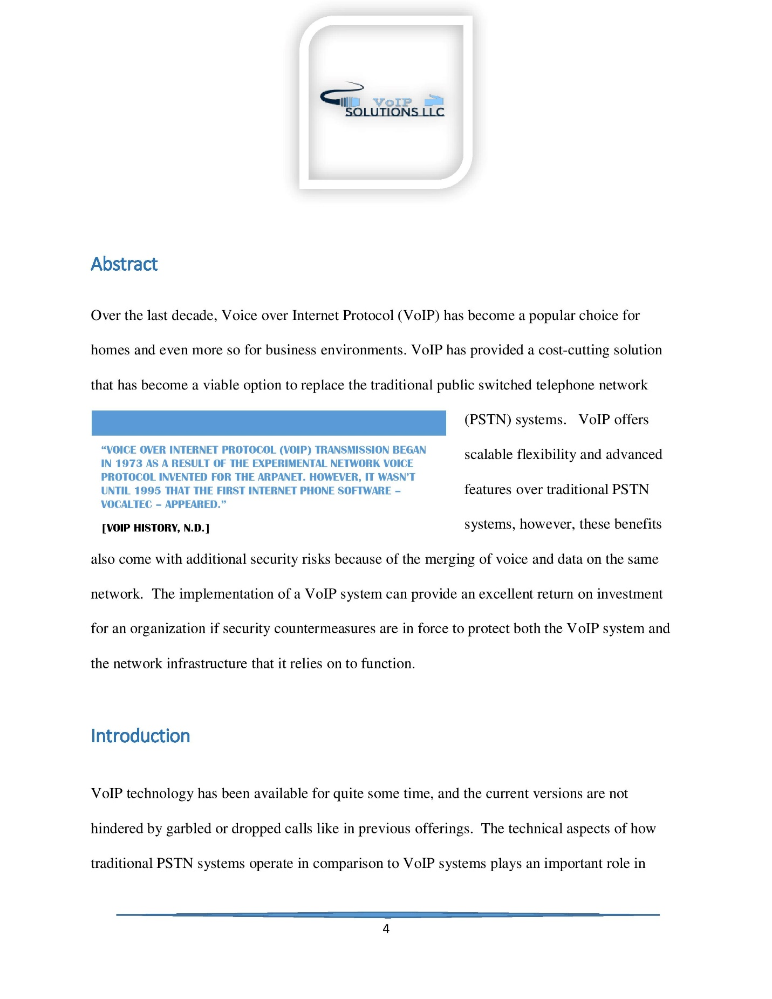 VoIP
SOLUTIONS LLC
Abstract
Over the last decade, Voice over Internet Protocol (VoIP) has become a popular choice for
homes and even more so for business environments. VoIP has provided a cost-cutting solution
that has become a viable option to replace the traditional public switched telephone network
(PSTN) systems.   VoIP offers
scalable flexibility and advanced
features over traditional PSTN
systems, however, these benefits
“VOICE OVER INTERNET PROTOCOL (VOIP) TRANSMISSION BEGAN
IN 1973 AS A RESULT OF THE EXPERIMENTAL NETWORK VOICE
PROTOCOL INVENTED FOR THE ARPANET. HOWEVER, IT WASN’T
UNTIL 1995 THAT THE FIRST INTERNET PHONE SOFTWARE –
VOCALTEC – APPEARED.”
[VOIP HISTORY, N.D.]
also come with additional security risks because of the merging of voice and data on the same
network.  The implementation of a VoIP system can provide an excellent return on investment
for an organization if security countermeasures are in force to protect both the VoIP system and
the network infrastructure that it relies on to function.
Introduction
VoIP technology has been available for quite some time, and the current versions are not
hindered by garbled or dropped calls like in previous offerings.  The technical aspects of how
traditional PSTN systems operate in comparison to VoIP systems plays an important role in
4